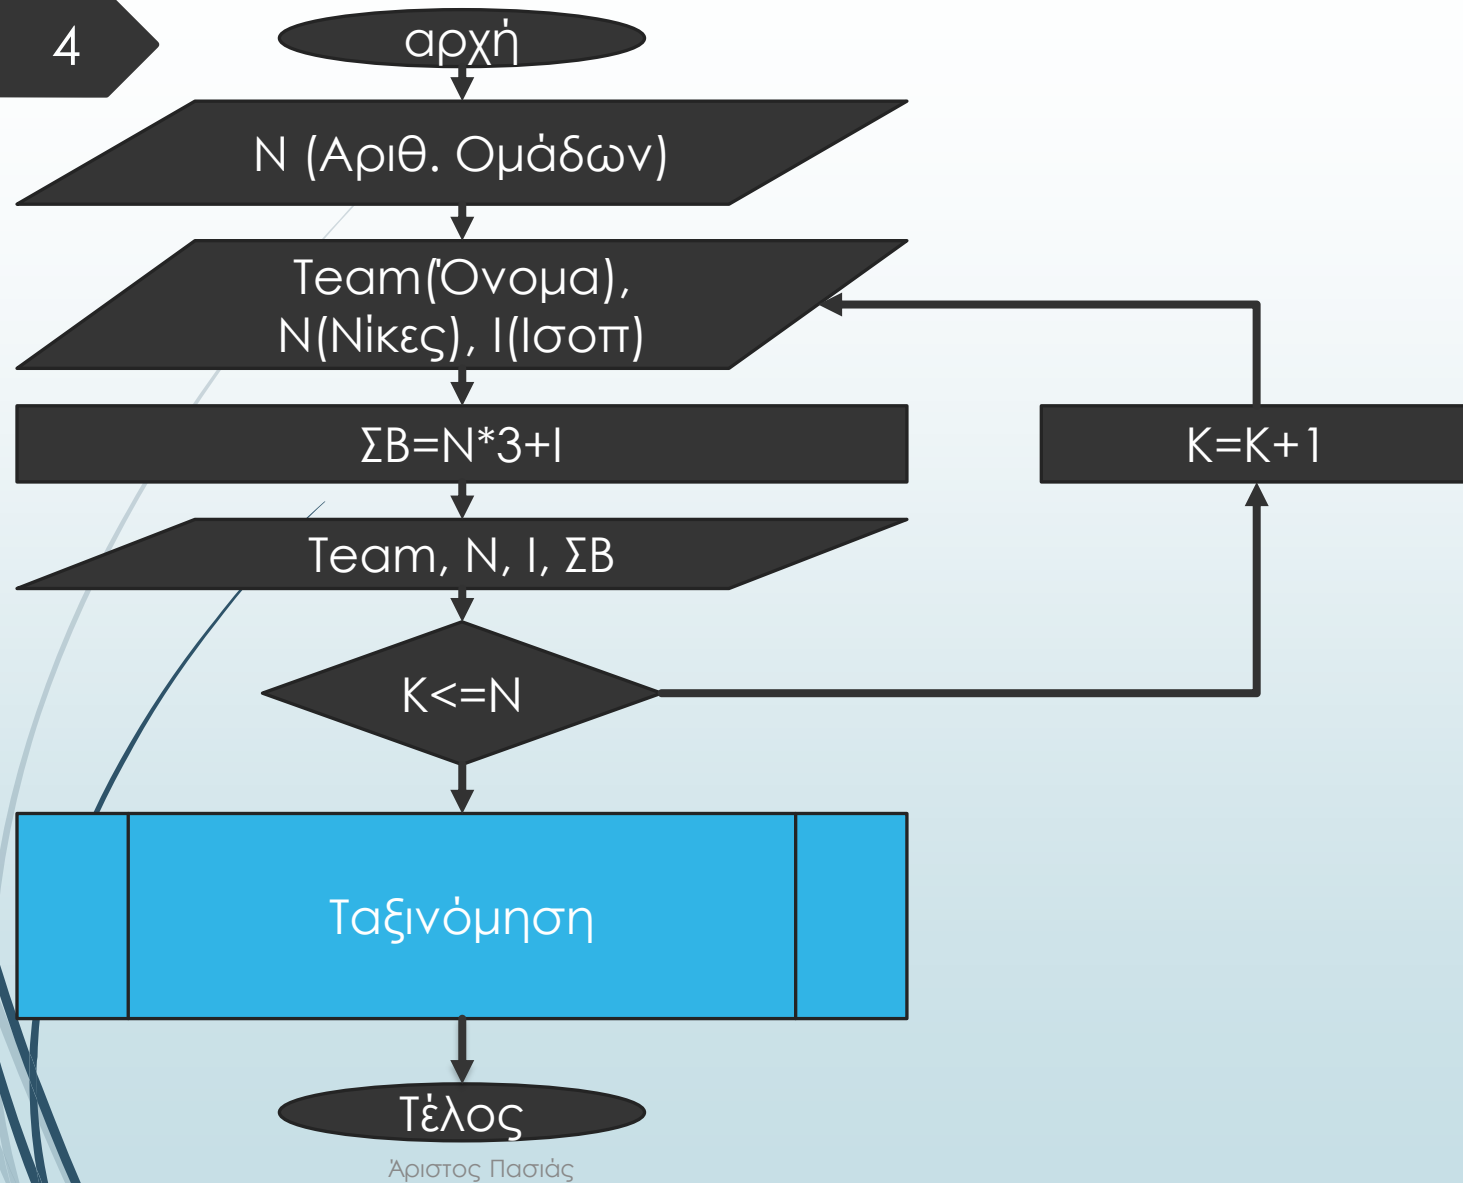 4
αρχή
Ν (Αριθ. Ομάδων)
Team(Όνομα),
Ν(Νίκες), Ι(Ισοπ)
ΣΒ=Ν*3+Ι
Κ=Κ+1
Team, Ν, Ι, ΣΒ
Κ<=Ν
Ταξινόμηση
Τέλος
Άριστος Πασιάς